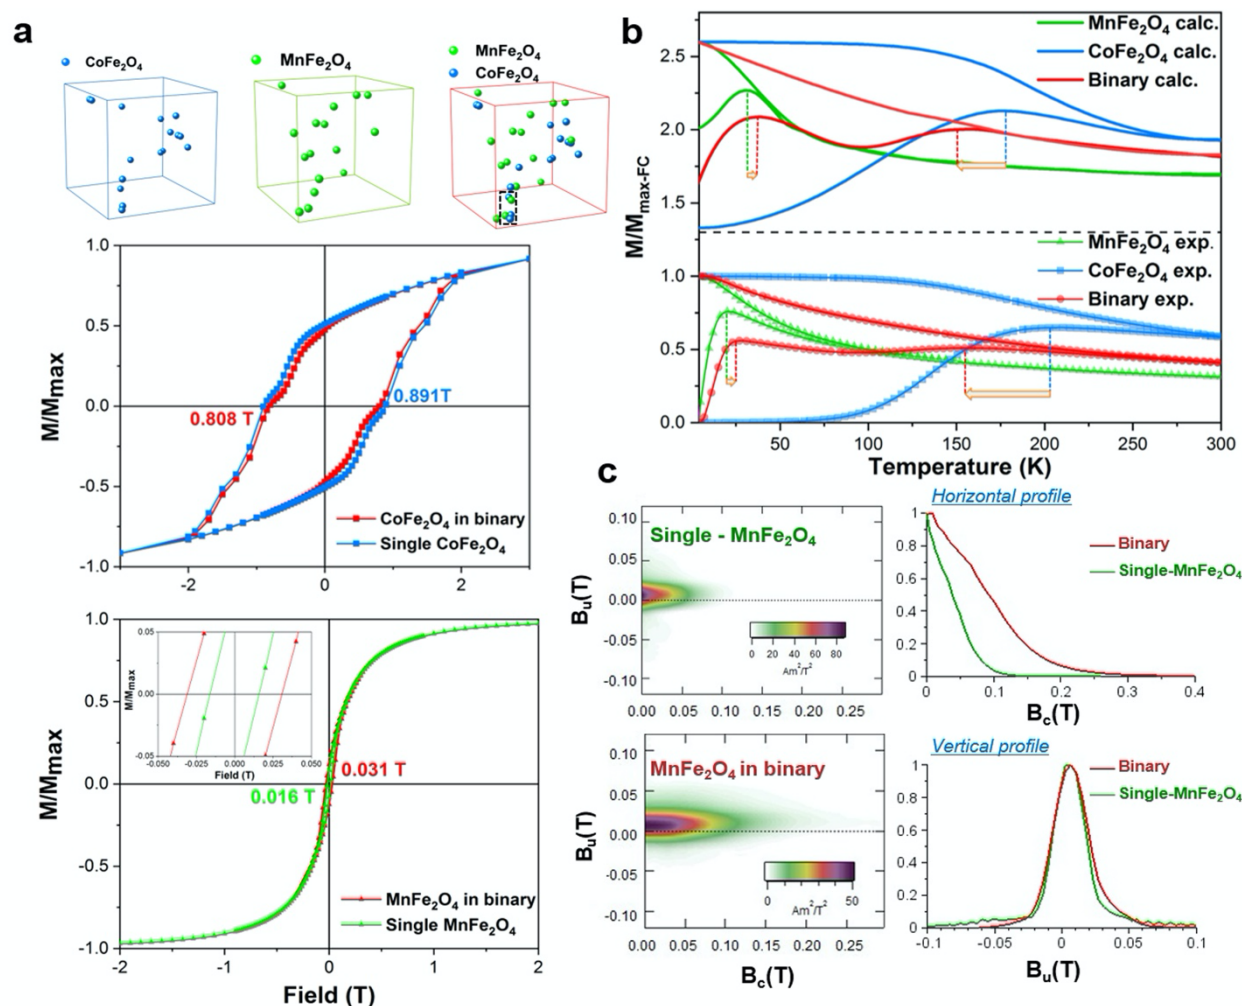 a
CoFe₂O₄
MnFe₂O₄
MnFe₂O₄
CoFe₂O₄
M/Mmax
1.0
0.5
0.0
-0.5
-1.0
0.808 T
0.891T
CoFe₂O₄ in binary
Single CoFe₂O₄
-2
0
2
M/Mmax
1.0
0.5
0.0
-0.5
-1.0
M/Mmax
0.05
0.00
-0.05
-0.050
-0.025
0.000
0.025
0.050
Field (T)
0.031 T
0.016 T
MnFe₂O₄ in binary
Single MnFe₂O₄
-2
-1
0
1
2
Field (T)
b
M/Mmax-FC
2.5
2.0
1.5
1.0
0.5
0.0
MnFe₂O₄ calc.
CoFe₂O₄ calc.
Binary calc.
MnFe₂O₄ exp.
CoFe₂O₄ exp.
Binary exp.
50
100
150
200
250
300
Temperature (K)
c
Single - MnFe₂O₄
Bu(T)
0.10
0.05
0.00
-0.05
-0.10
0 20 40 60 80
Am²/T²
0.00 0.05 0.10 0.15 0.20 0.25
Horizontal profile
Binary
Single-MnFe₂O₄
1
0.8
0.6
0.4
0.2
0
0 0.1 0.2 0.3 0.4
Bc(T)
MnFe₂O₄ in binary
Bu(T)
0.10
0.05
0.00
-0.05
-0.10
0 50
Am²/T²
0.00 0.05 0.10 0.15 0.20 0.25
Bc(T)
Vertical profile
Binary
Single-MnFe₂O₄
1
0.8
0.6
0.4
0.2
0
-0.1 -0.05 0 0.05 0.1
Bu(T)